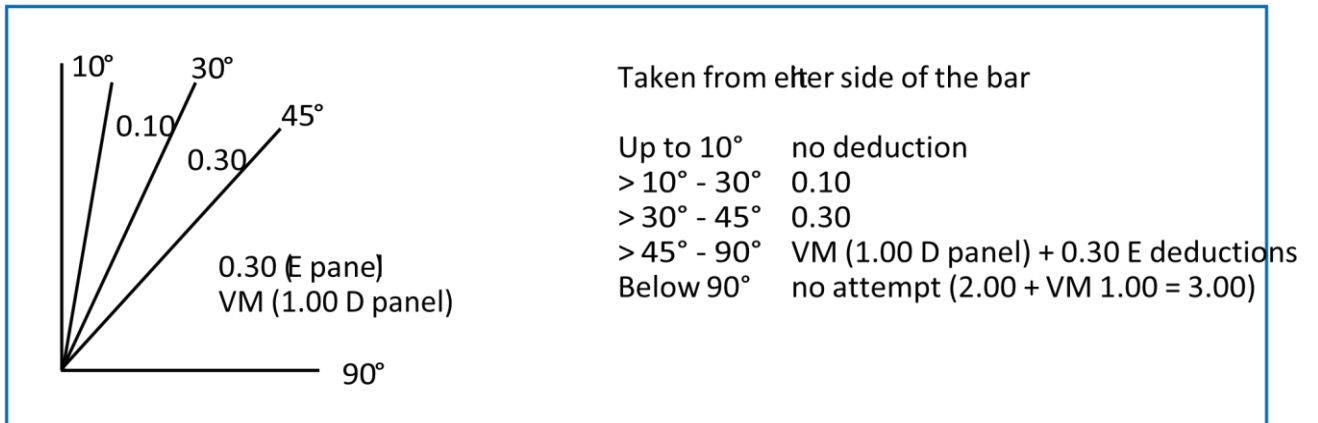 10°
30°
45°
0.10
0.30
0.30 (E panel)
VM (1.00 D panel)
90°
Taken from eiter side of the bar
Up to 10° no deduction
> 10° - 30° 0.10
> 30° - 45° 0.30
> 45° - 90° VM (1.00 D panel) + 0.30 E deductions
Below 90° no attempt (2.00 + VM 1.00 = 3.00)